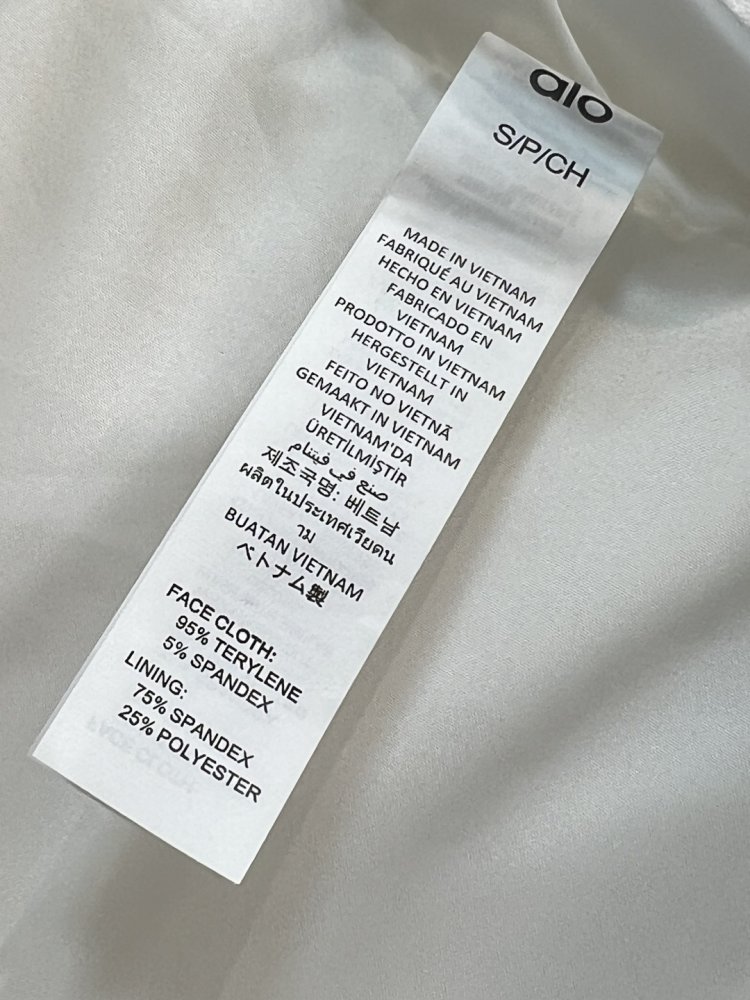 alo
S/P/CH
MADE IN VIETNAM
FABRIQUÉ AU VIETNAM
HECHO EN VIETNAM
FABRICADO EN
VIETNAM
PRODOTTO IN VIETNAM
HERGESTELLT IN
VIETNAM
FEITO NO VIETNÃ
GEMAAKT IN VIETNAM
VIETNAM'DA
ÜRETİLMİŞTİR
صنع في فيتنام
제조국명: 베트남
ผลิตในประเทศเวียดน
าม
BUATAN VIETNAM
ベトナム製
FACE CLOTH:
95% TERYLENE
5% SPANDEX
LINING:
75% SPANDEX
25% POLYESTER